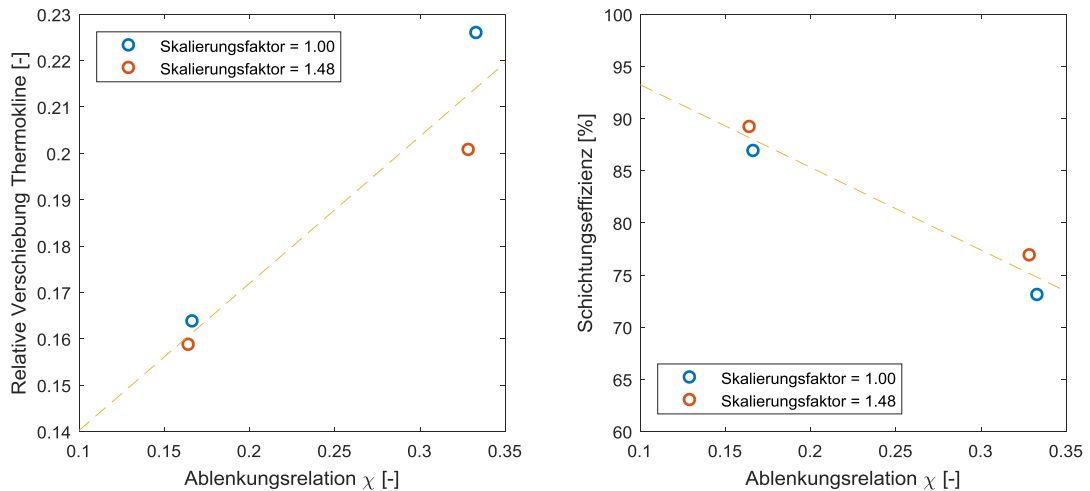 Relative Verschiebung Thermokline [-]
0.23
0.22
0.21
0.2
0.19
0.18
0.17
0.16
0.15
0.14
Skalierungsfaktor = 1.00
Skalierungsfaktor = 1.48
0.1 0.15 0.2 0.25 0.3 0.35
Ablenkungsrelation χ [-]
Schichtungseffizienz [%]
100
95
90
85
80
75
70
65
60
Skalierungsfaktor = 1.00
Skalierungsfaktor = 1.48
0.1 0.15 0.2 0.25 0.3 0.35
Ablenkungsrelation χ [-]